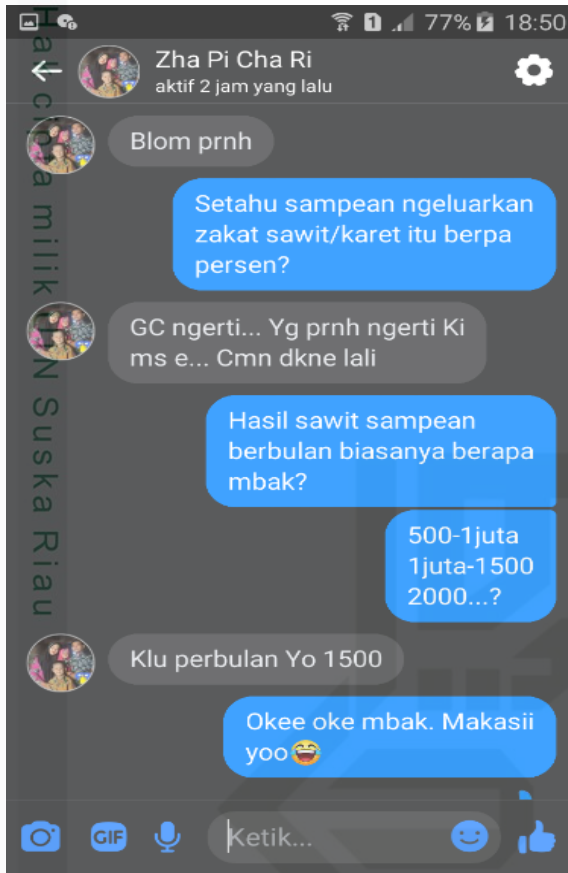 1 77% 18:50
Zha Pi Cha Ri
aktif 2 jam yang lalu
Blom prnh
Setahu sampean ngeluarkan
zakat sawit/karet itu berpa
persen?
GC ngerti... Yg prnh ngerti Ki
ms e... Cmn dkne lali
Hasil sawit sampean
berbulan biasanya berapa
mbak?
500-1juta
1juta-1500
2000...?
Klu perbulan Yo 1500
Okee oke mbak. Makasii
yoo😂
GIF
Ketik...
Hak cipta milik UIN Suska Riau